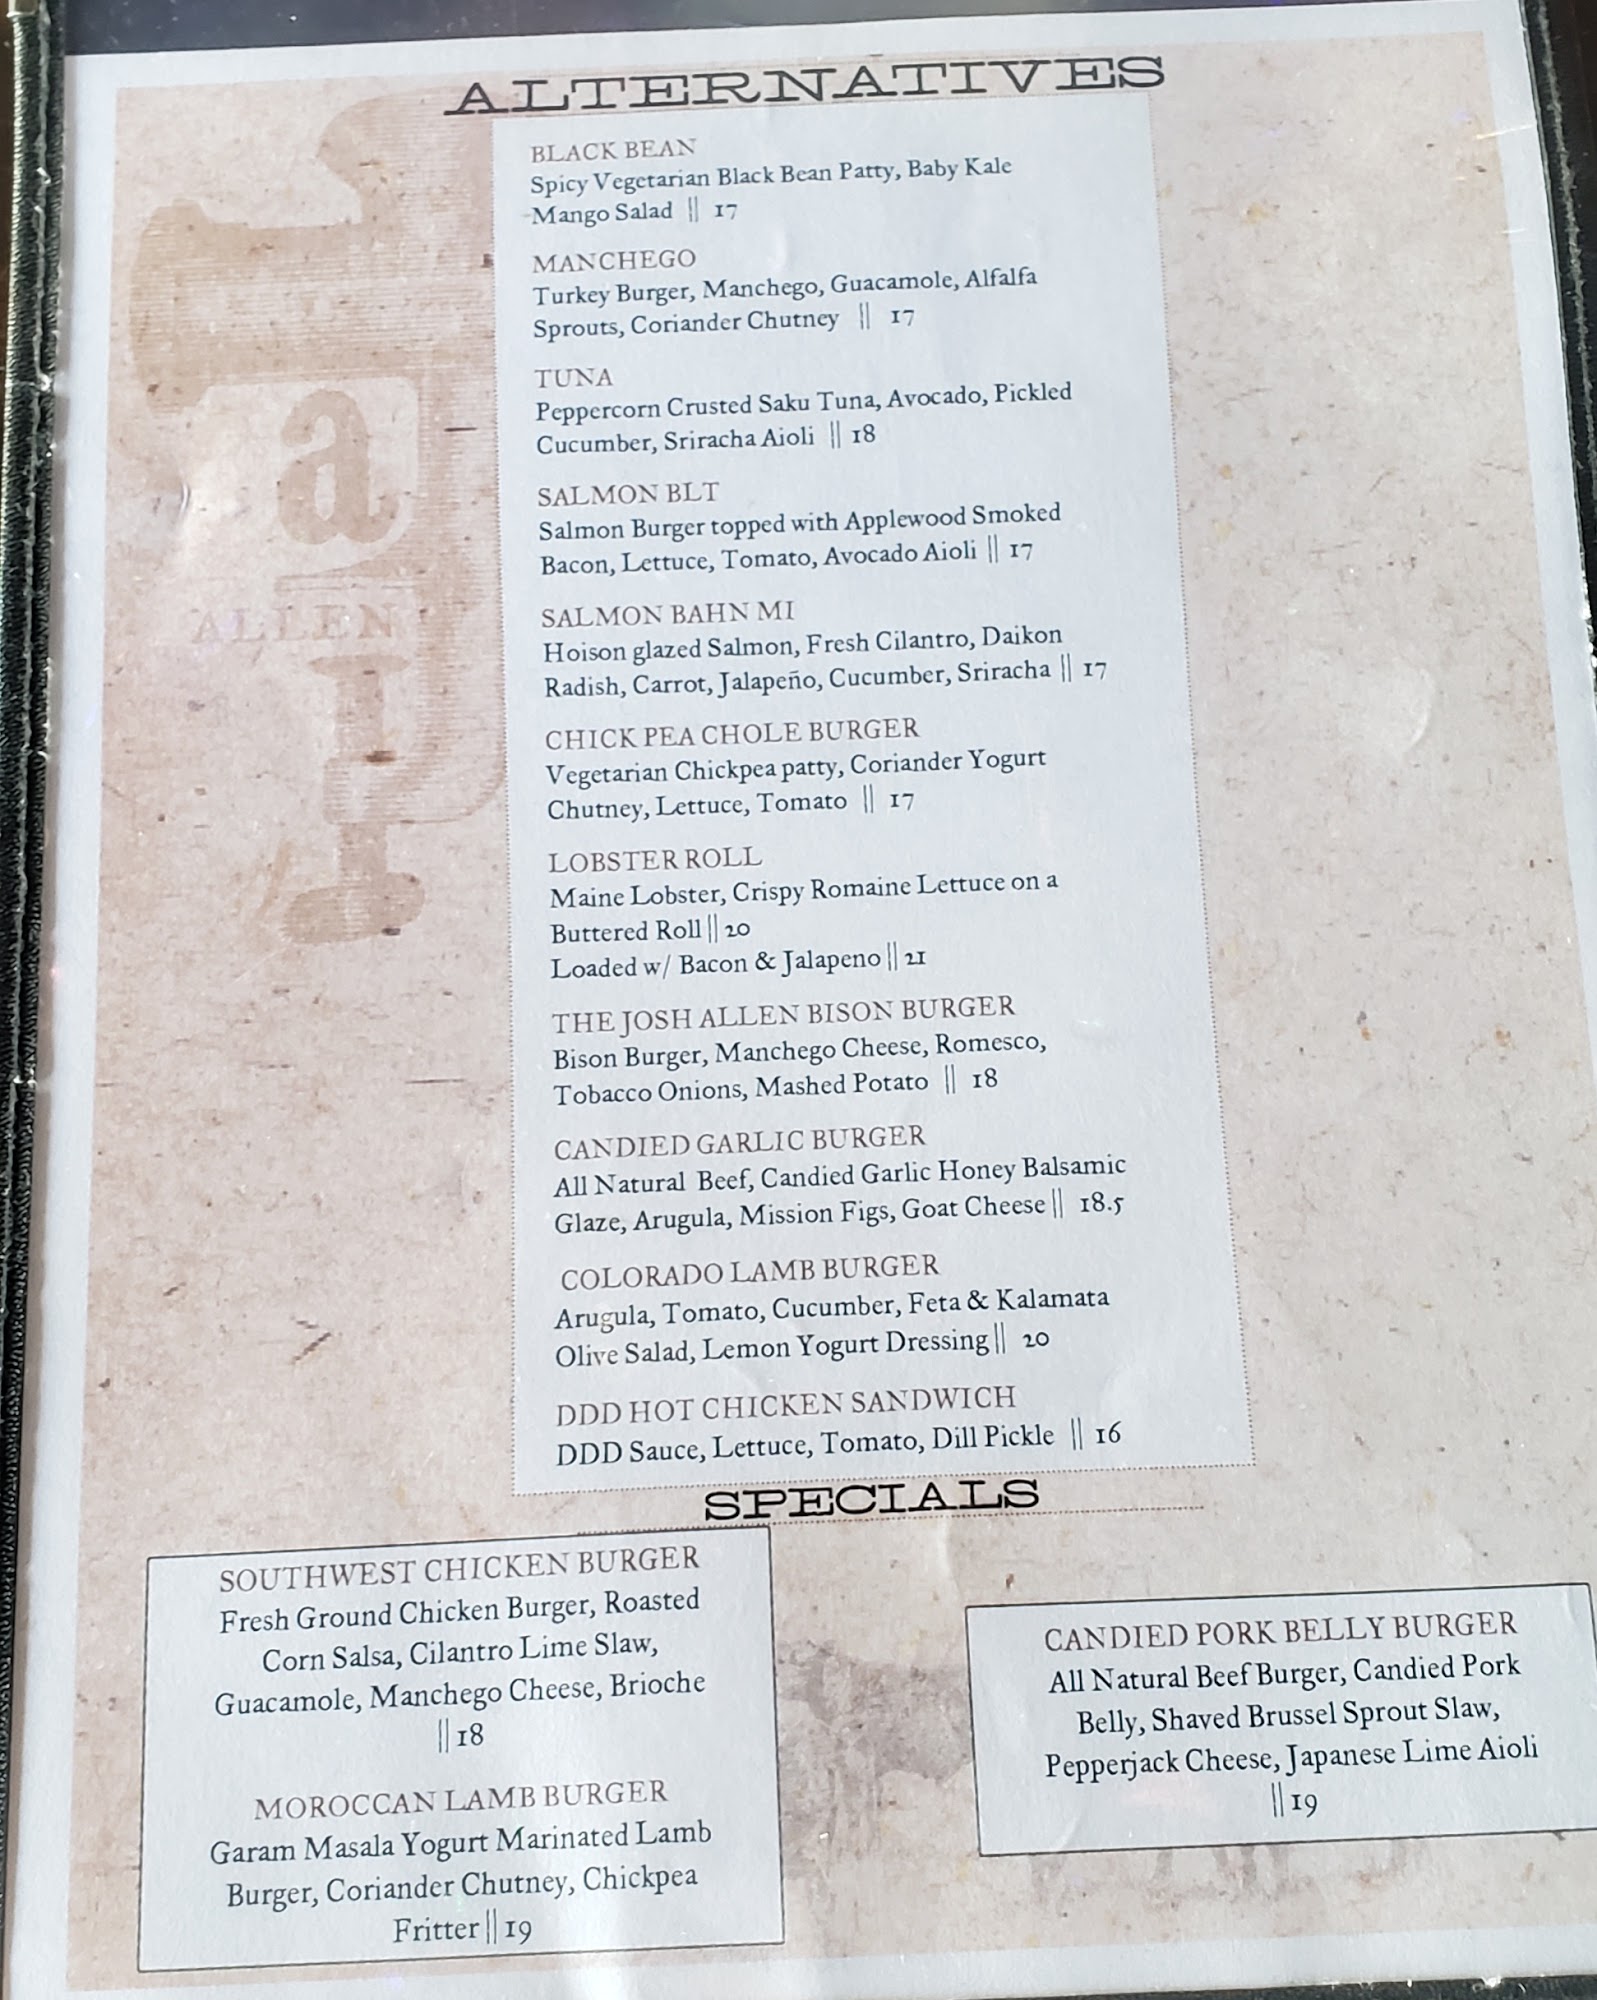 ALTERNATIVES
BLACK BEAN
Spicy Vegetarian Black Bean Patty, Baby Kale
Mango Salad || 17
MANCHEGO
Turkey Burger, Manchego, Guacamole, Alfalfa
Sprouts, Coriander Chutney || 17
TUNA
Peppercorn Crusted Saku Tuna, Avocado, Pickled
Cucumber, Sriracha Aioli || 18
SALMON BLT
Salmon Burger topped with Applewood Smoked
Bacon, Lettuce, Tomato, Avocado Aioli || 17
SALMON BAHN MI
Hoison glazed Salmon, Fresh Cilantro, Daikon
Radish, Carrot, Jalapeño, Cucumber, Sriracha || 17
CHICK PEA CHOLE BURGER
Vegetarian Chickpea patty, Coriander Yogurt
Chutney, Lettuce, Tomato || 17
LOBSTER ROLL
Maine Lobster, Crispy Romaine Lettuce on a
Buttered Roll || 20
Loaded w/ Bacon & Jalapeno || 21
THE JOSH ALLEN BISON BURGER
Bison Burger, Manchego Cheese, Romesco,
Tobacco Onions, Mashed Potato || 18
CANDIED GARLIC BURGER
All Natural Beef, Candied Garlic Honey Balsamic
Glaze, Arugula, Mission Figs, Goat Cheese || 18.5
COLORADO LAMB BURGER
Arugula, Tomato, Cucumber, Feta & Kalamata
Olive Salad, Lemon Yogurt Dressing || 20
DDD HOT CHICKEN SANDWICH
DDD Sauce, Lettuce, Tomato, Dill Pickle || 16
a
ALLEN
SPECIALS
SOUTHWEST CHICKEN BURGER
Fresh Ground Chicken Burger, Roasted
Corn Salsa, Cilantro Lime Slaw,
Guacamole, Manchego Cheese, Brioche
|| 18
MOROCCAN LAMB BURGER
Garam Masala Yogurt Marinated Lamb
Burger, Coriander Chutney, Chickpea
Fritter || 19
CANDIED PORK BELLY BURGER
All Natural Beef Burger, Candied Pork
Belly, Shaved Brussel Sprout Slaw,
Pepperjack Cheese, Japanese Lime Aioli
|| 19